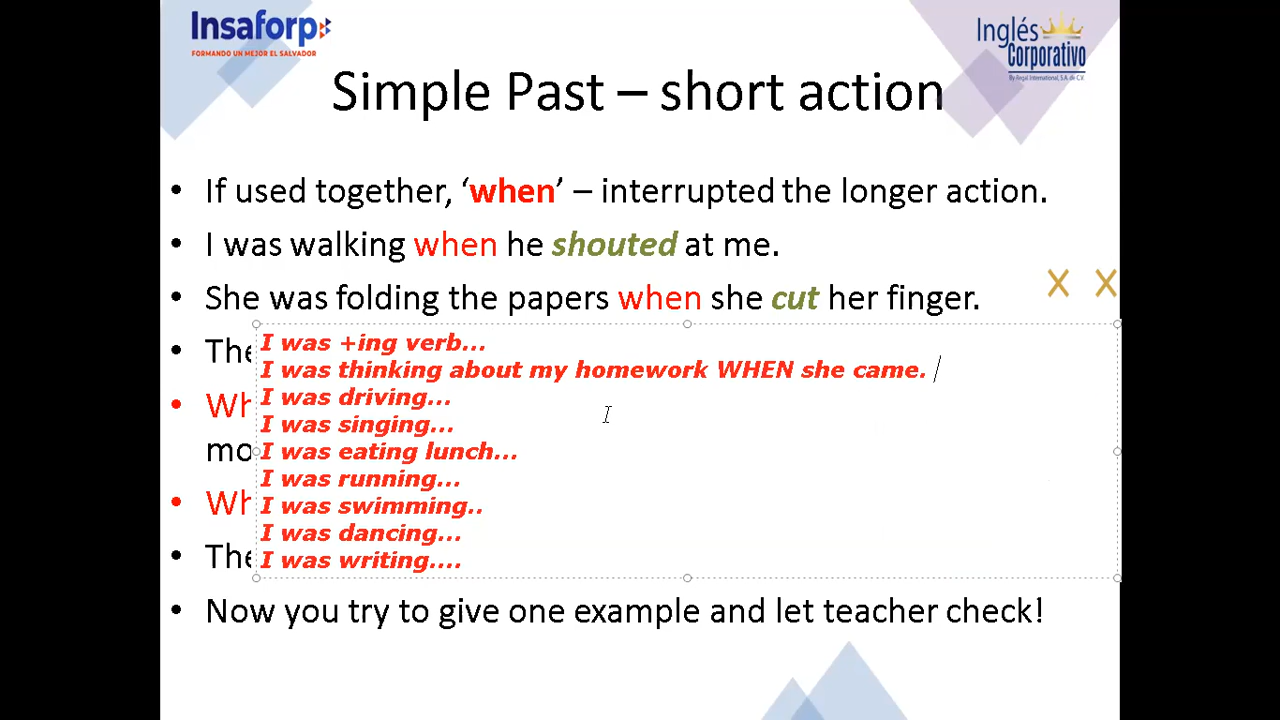 Insaforp
FORMANDO UN MEJOR EL SALVADOR
Inglés
Corporativo
By Regal International, S.A. de C.V.
Simple Past – short action
• If used together, ‘when’ – interrupted the longer action.
• I was walking when he shouted at me.
• She was folding the papers when she cut her finger.
X X
• The
I was +ing verb...
I was thinking about my homework WHEN she came.
• Wh
I was driving...
I was singing...
mo
I was eating lunch...
I was running...
• Wh
I was swimming..
I was dancing...
• The
I was writing....
• Now you try to give one example and let teacher check!